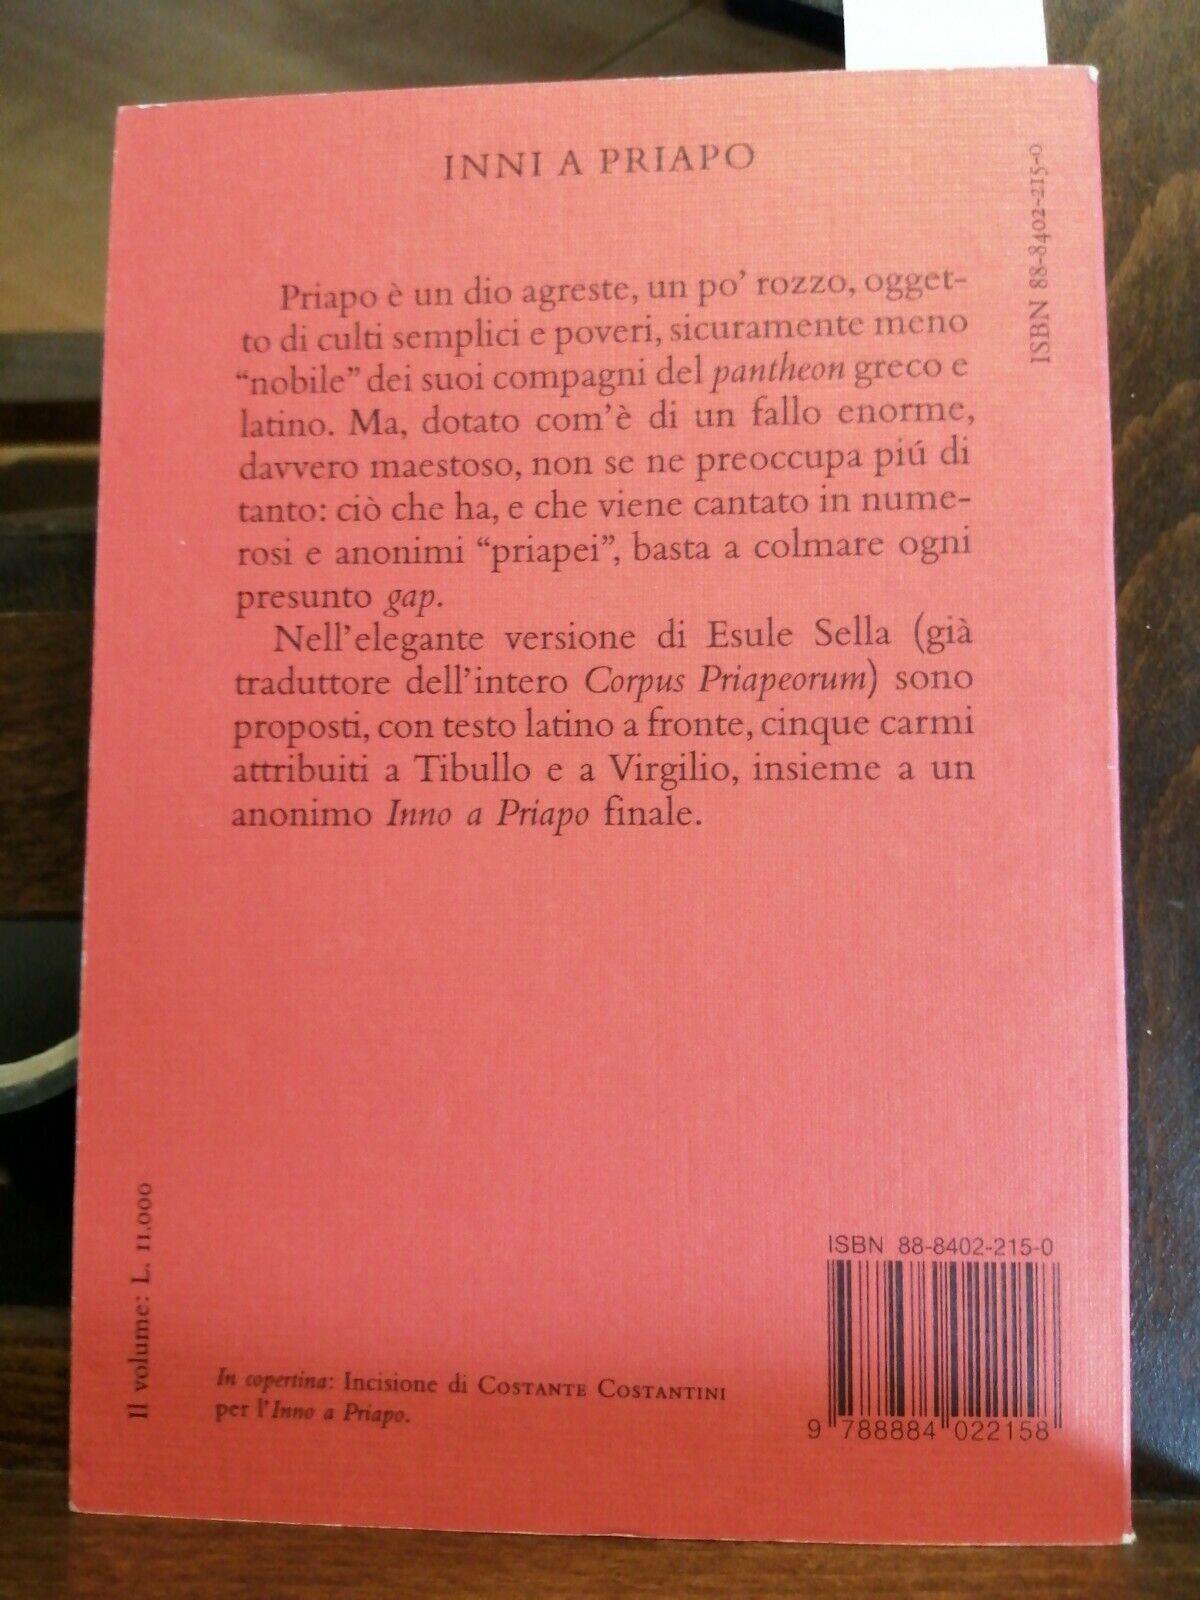 INNI A PRIAPO
ISBN 88-8402-215-0
Priapo è un dio agreste, un po’ rozzo, ogget-
to di culti semplici e poveri, sicuramente meno
“nobile” dei suoi compagni del pantheon greco e
latino. Ma, dotato com’è di un fallo enorme,
davvero maestoso, non se ne preoccupa piú di
tanto: ciò che ha, e che viene cantato in nume-
rosi e anonimi “priapei”, basta a colmare ogni
presunto gap.
Nell’elegante versione di Esule Sella (già
traduttore dell’intero Corpus Priapeorum) sono
proposti, con testo latino a fronte, cinque carmi
attribuiti a Tibullo e a Virgilio, insieme a un
anonimo Inno a Priapo finale.
Il volume: L. 11.000
In copertina: Incisione di COSTANTE COSTANTINI
per l’Inno a Priapo.
ISBN 88-8402-215-0
9 788884 022158